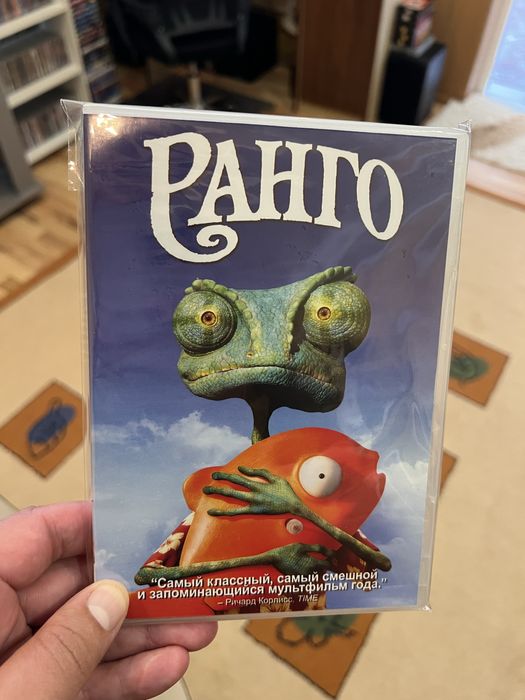 РАНГО
“Самый классный, самый смешной
и запоминающийся мультфильм года.”
– Ричард Корлисс, TIME